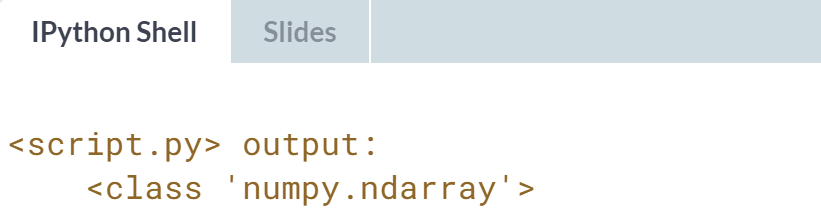 IPython Shell
Slides
<script.py> output:
<class 'numpy.ndarray'>